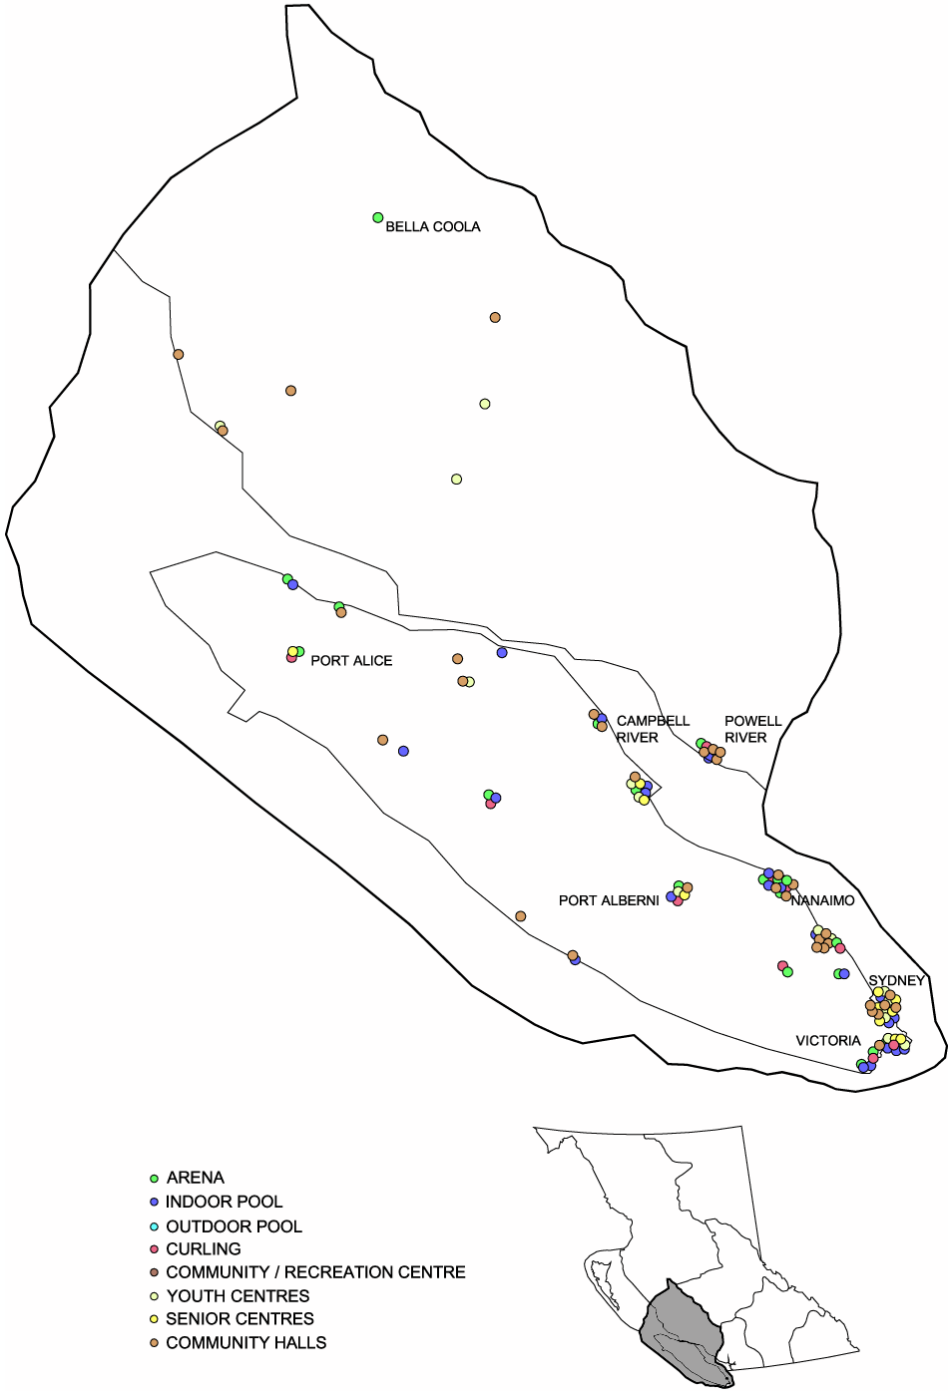 BELLA COOLA
PORT ALICE
CAMPBELL
RIVER
POWELL
RIVER
PORT ALBERNI
NANAIMO
SYDNEY
VICTORIA
ARENA
INDOOR POOL
OUTDOOR POOL
CURLING
COMMUNITY / RECREATION CENTRE
YOUTH CENTRES
SENIOR CENTRES
COMMUNITY HALLS